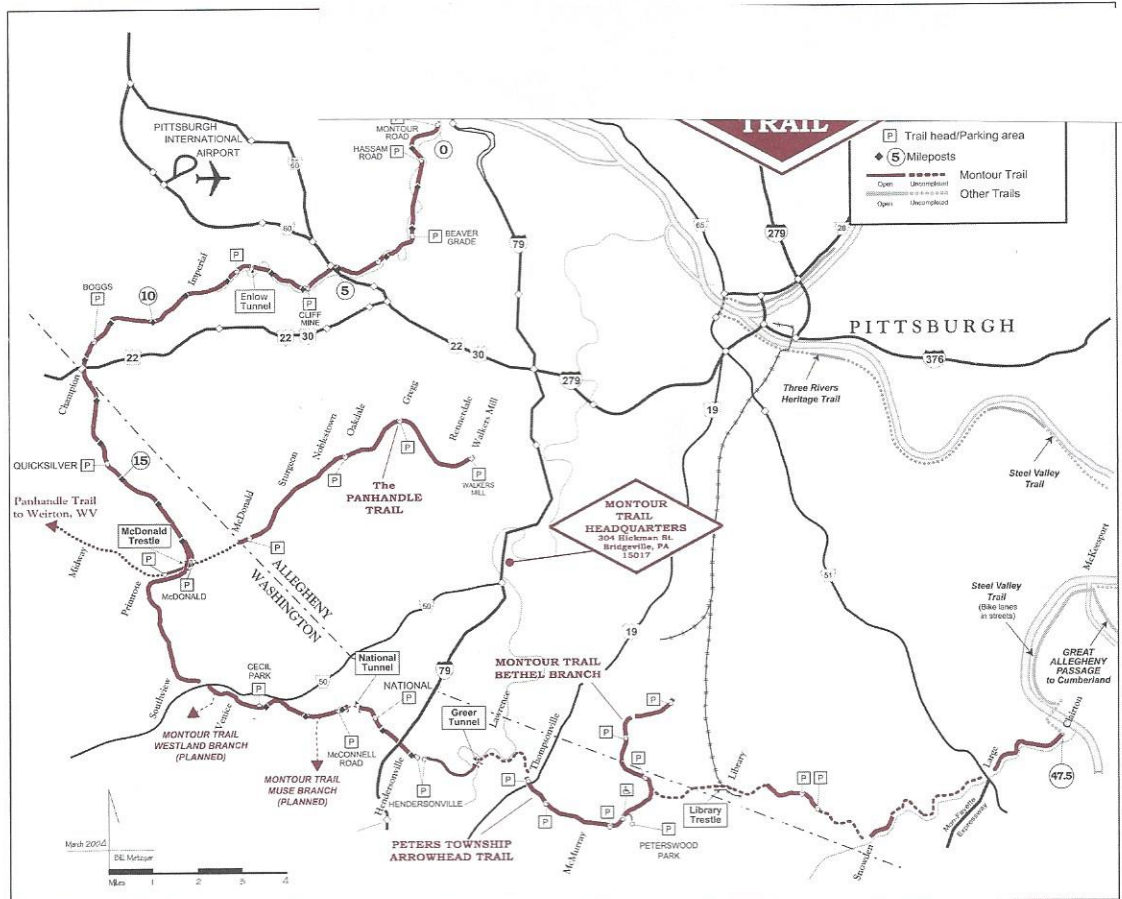 TRAIL
P Trail head/Parking area
5 Mileposts
Montour Trail
Open Uncompleted
Other Trails
Open Uncompleted
PITTSBURGH
INTERNATIONAL
AIRPORT
MONTOUR
ROAD
HASSAM
ROAD
P
0
60
60
79
65
279
28
P BEAVER
GRADE
Imperial
P
Enlow
Tunnel
P
CLIFF
MINE
5
BOGGS
P
10
22
30
22
22
30
279
PITTSBURGH
376
Three Rivers
Heritage Trail
19
Champion
QUICKSILVER P
15
Sturgeon
Noblestown
Oakdale
Gregg
Rennerdale
Walkers Mill
P
P
P
WALKERS
MILL
The
PANHANDLE
TRAIL
Steel Valley
Trail
Panhandle Trail
to Weirton, WV
McDonald
Trestle
McDonald
P
Midway
P
P
McDONALD
Primrose
ALLEGHENY
WASHINGTON
MONTOUR
TRAIL
HEADQUARTERS
304 Hickman St.
Bridgeville, PA
15017
50
51
19
McKeesport
Steel Valley
Trail
(Bike lanes
in streets)
GREAT
ALLEGHENY
PASSAGE
to Cumberland
Southview
CECIL
PARK
P
50
National
Tunnel
79
MONTOUR TRAIL
BETHEL BRANCH
P NATIONAL
Venice
MONTOUR TRAIL
WESTLAND BRANCH
(PLANNED)
P
McCONNELL
ROAD
Greer
Tunnel
Lawrence
Thompsonville
P
P
P
Library
Large
Clairton
47.5
MONTOUR TRAIL
MUSE BRANCH
(PLANNED)
Hendersonville
P
HENDERSONVILLE
P
P
P
P
P
PETERSWOOD
PARK
Library
Trestle
P P
Mon-Fayette
Expressway
Snowden
McMurray
PETERS TOWNSHIP
ARROWHEAD TRAIL
March 2004
Bill Metzger
Miles 1 2 3 4